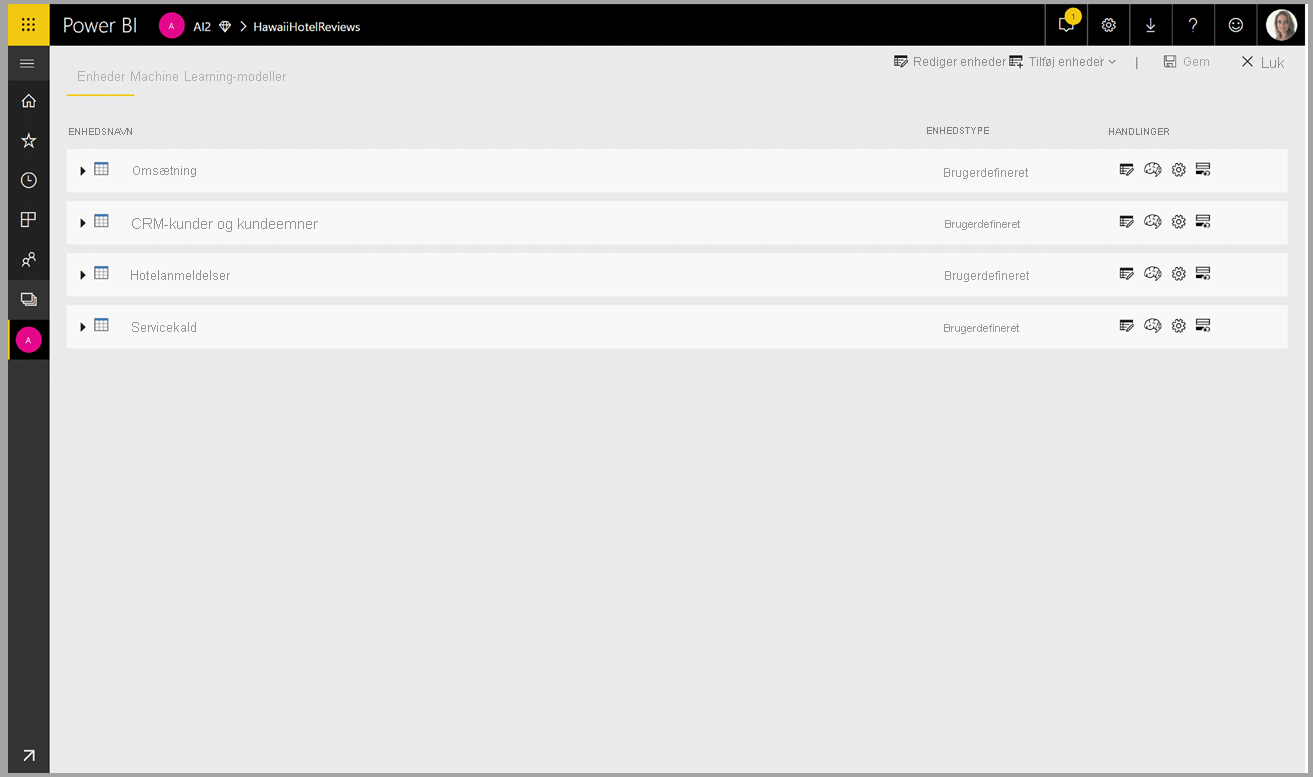 Power BI A AI2 HawaiiHotelReviews 1
Enheder Machine Learning-modeller Rediger enheder Tilføj enheder | Gem Luk
ENHEDSNAVN ENHEDSTYPE HANDLINGER
Omsætning Brugerdefineret
CRM-kunder og kundeemner Brugerdefineret
Hotelanmeldelser Brugerdefineret
Servicekald Brugerdefineret
A